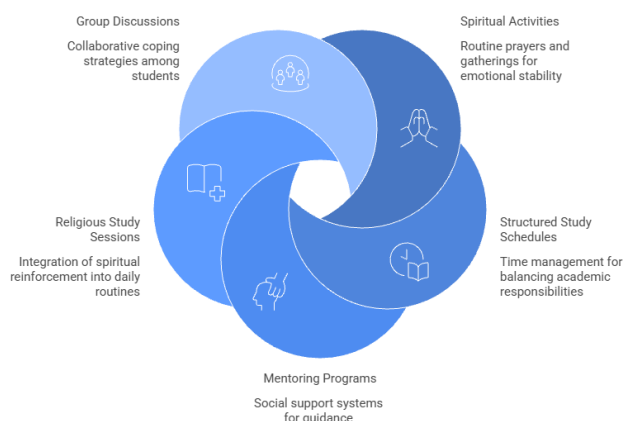 Group Discussions
Collaborative coping
strategies among
students
Spiritual Activities
Routine prayers and
gatherings for
emotional stability
Religious Study
Sessions
Integration of spiritual
reinforcement into daily
routines
Structured Study
Schedules
Time management for
balancing academic
responsibilities
Mentoring Programs
Social support systems
for guidance